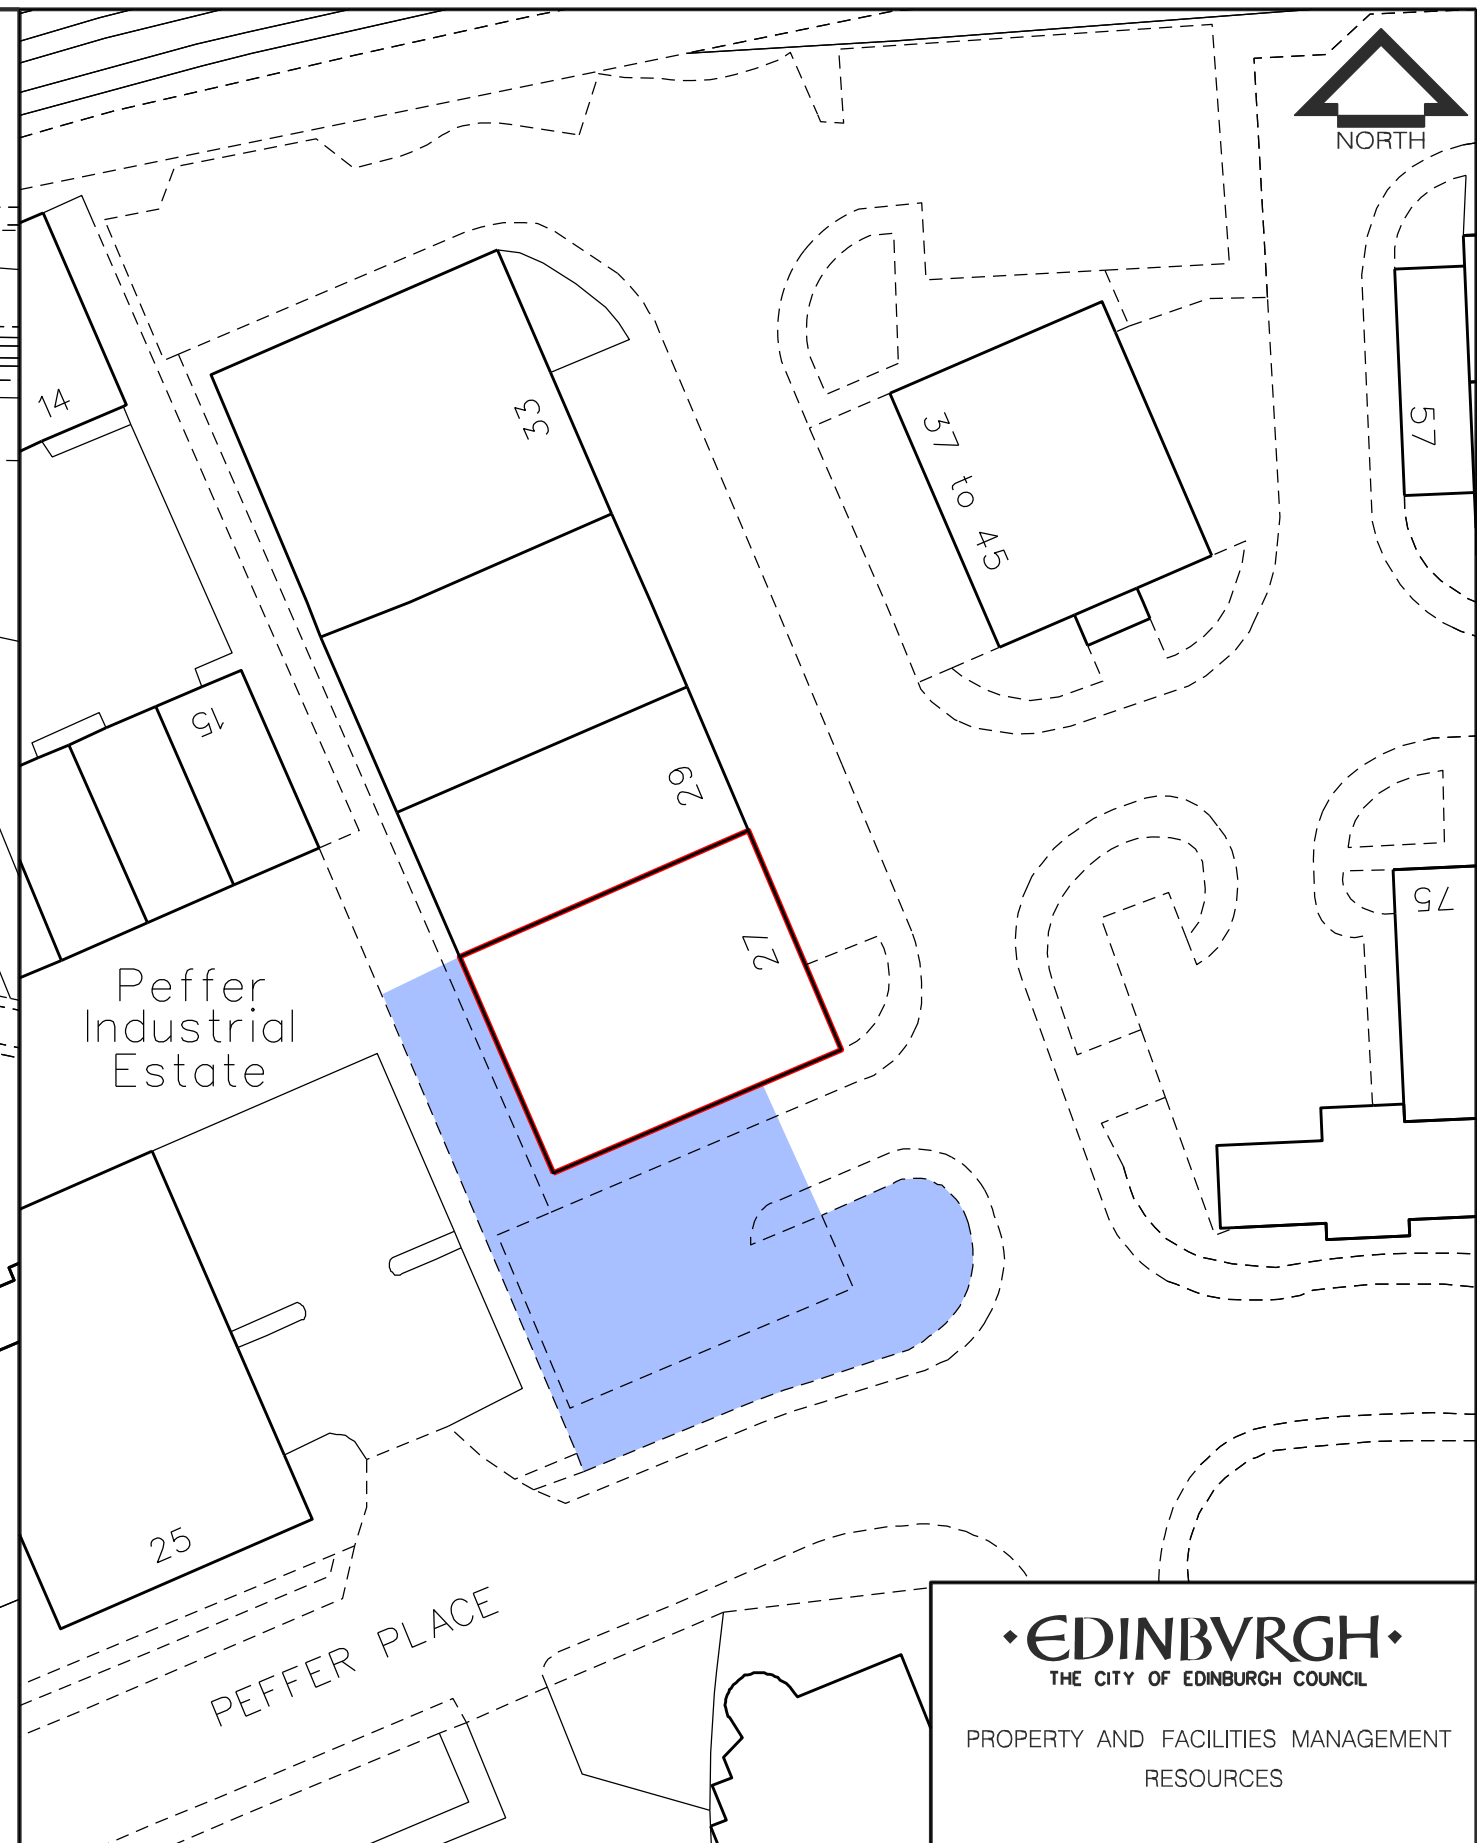 NORTH
14
33
37 to 45
57
15
29
27
75
Peffer
Industrial
Estate
25
PEFFER PLACE
·EDINBVRGH·
THE CITY OF EDINBURGH COUNCIL
PROPERTY AND FACILITIES MANAGEMENT
RESOURCES